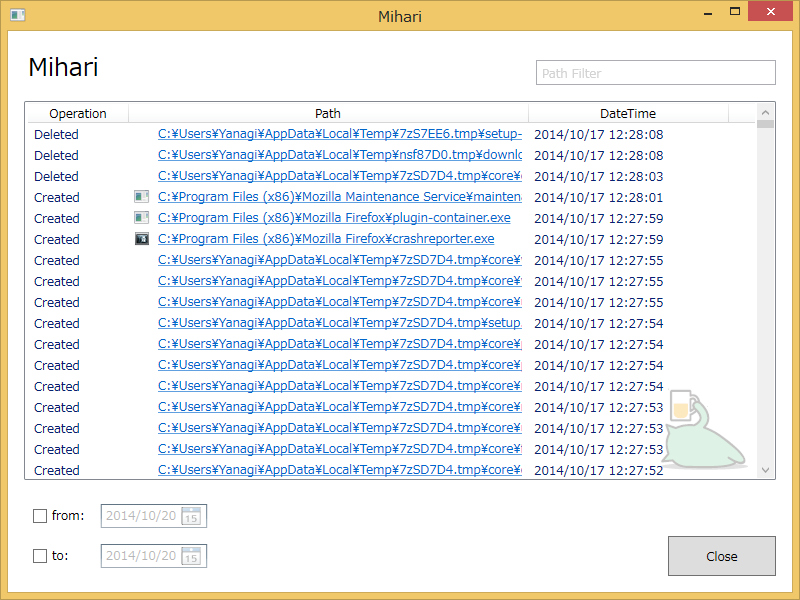 Mihari
Mihari
Path Filter
Operation Path DateTime
Deleted C:¥Users¥Yanagi¥AppData¥Local¥Temp¥7zS7EE6.tmp¥setup- 2014/10/17 12:28:08
Deleted C:¥Users¥Yanagi¥AppData¥Local¥Temp¥nsf87D0.tmp¥downlo 2014/10/17 12:28:08
Deleted C:¥Users¥Yanagi¥AppData¥Local¥Temp¥7zSD7D4.tmp¥core¥ 2014/10/17 12:28:03
Created C:¥Program Files (x86)¥Mozilla Maintenance Service¥mainten 2014/10/17 12:28:01
Created C:¥Program Files (x86)¥Mozilla Firefox¥plugin-container.exe 2014/10/17 12:27:59
Created C:¥Program Files (x86)¥Mozilla Firefox¥crashreporter.exe 2014/10/17 12:27:59
Created C:¥Users¥Yanagi¥AppData¥Local¥Temp¥7zSD7D4.tmp¥core¥ 2014/10/17 12:27:55
Created C:¥Users¥Yanagi¥AppData¥Local¥Temp¥7zSD7D4.tmp¥core¥ 2014/10/17 12:27:55
Created C:¥Users¥Yanagi¥AppData¥Local¥Temp¥7zSD7D4.tmp¥core¥ 2014/10/17 12:27:55
Created C:¥Users¥Yanagi¥AppData¥Local¥Temp¥7zSD7D4.tmp¥setup 2014/10/17 12:27:54
Created C:¥Users¥Yanagi¥AppData¥Local¥Temp¥7zSD7D4.tmp¥core¥ 2014/10/17 12:27:54
Created C:¥Users¥Yanagi¥AppData¥Local¥Temp¥7zSD7D4.tmp¥core¥ 2014/10/17 12:27:54
Created C:¥Users¥Yanagi¥AppData¥Local¥Temp¥7zSD7D4.tmp¥core¥ 2014/10/17 12:27:54
Created C:¥Users¥Yanagi¥AppData¥Local¥Temp¥7zSD7D4.tmp¥core¥ 2014/10/17 12:27:53
Created C:¥Users¥Yanagi¥AppData¥Local¥Temp¥7zSD7D4.tmp¥core¥ 2014/10/17 12:27:53
Created C:¥Users¥Yanagi¥AppData¥Local¥Temp¥7zSD7D4.tmp¥core¥ 2014/10/17 12:27:53
Created C:¥Users¥Yanagi¥AppData¥Local¥Temp¥7zSD7D4.tmp¥core¥ 2014/10/17 12:27:52
from: 2014/10/20 15
to: 2014/10/20 15
Close